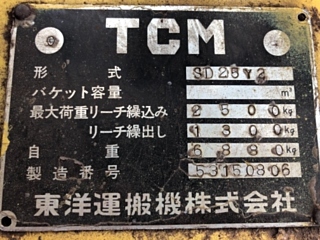 TCM
形式 SD25Y2
バケット容量 m³
最大荷重リーチ繰込み 2500kg
リーチ繰出し 1300kg
自重 6880kg
製造番号 53150806
東洋運搬機株式会社